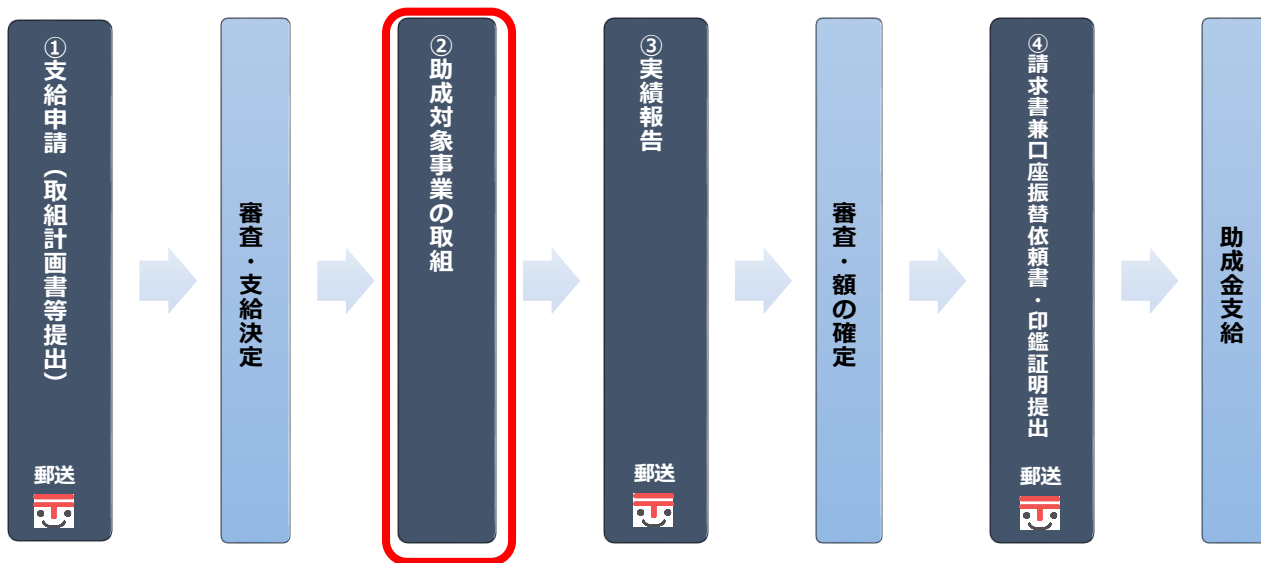 ①支給申請（取組計画書等提出）
郵送
審査・支給決定
②助成対象事業の取組
③実績報告
郵送
審査・額の確定
④請求書兼口座振替依頼書・印鑑証明提出
郵送
助成金支給